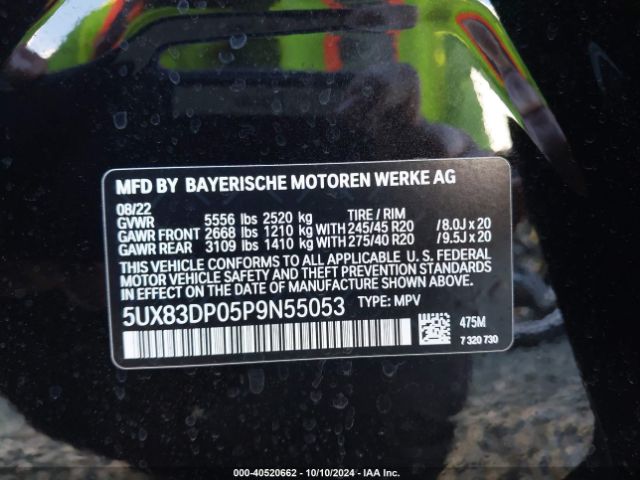 MFD BY BAYERISCHE MOTOREN WERKE AG
08/22
GVWR 5556 lbs 2520 kg TIRE / RIM
GAWR FRONT 2668 lbs 1210 kg WITH 245/45 R20 / 8.0J x 20
GAWR REAR 3109 lbs 1410 kg WITH 275/40 R20 / 9.5J x 20
THIS VEHICLE CONFORMS TO ALL APPLICABLE U. S. FEDERAL
MOTOR VEHICLE SAFETY AND THEFT PREVENTION STANDARDS
IN EFFECT ON THE DATE OF MANUFACTURE SHOWN ABOVE.
5UX83DP05P9N55053 TYPE: MPV
475M
7 320 730
000-40520662 - 10/10/2024 - IAA Inc.